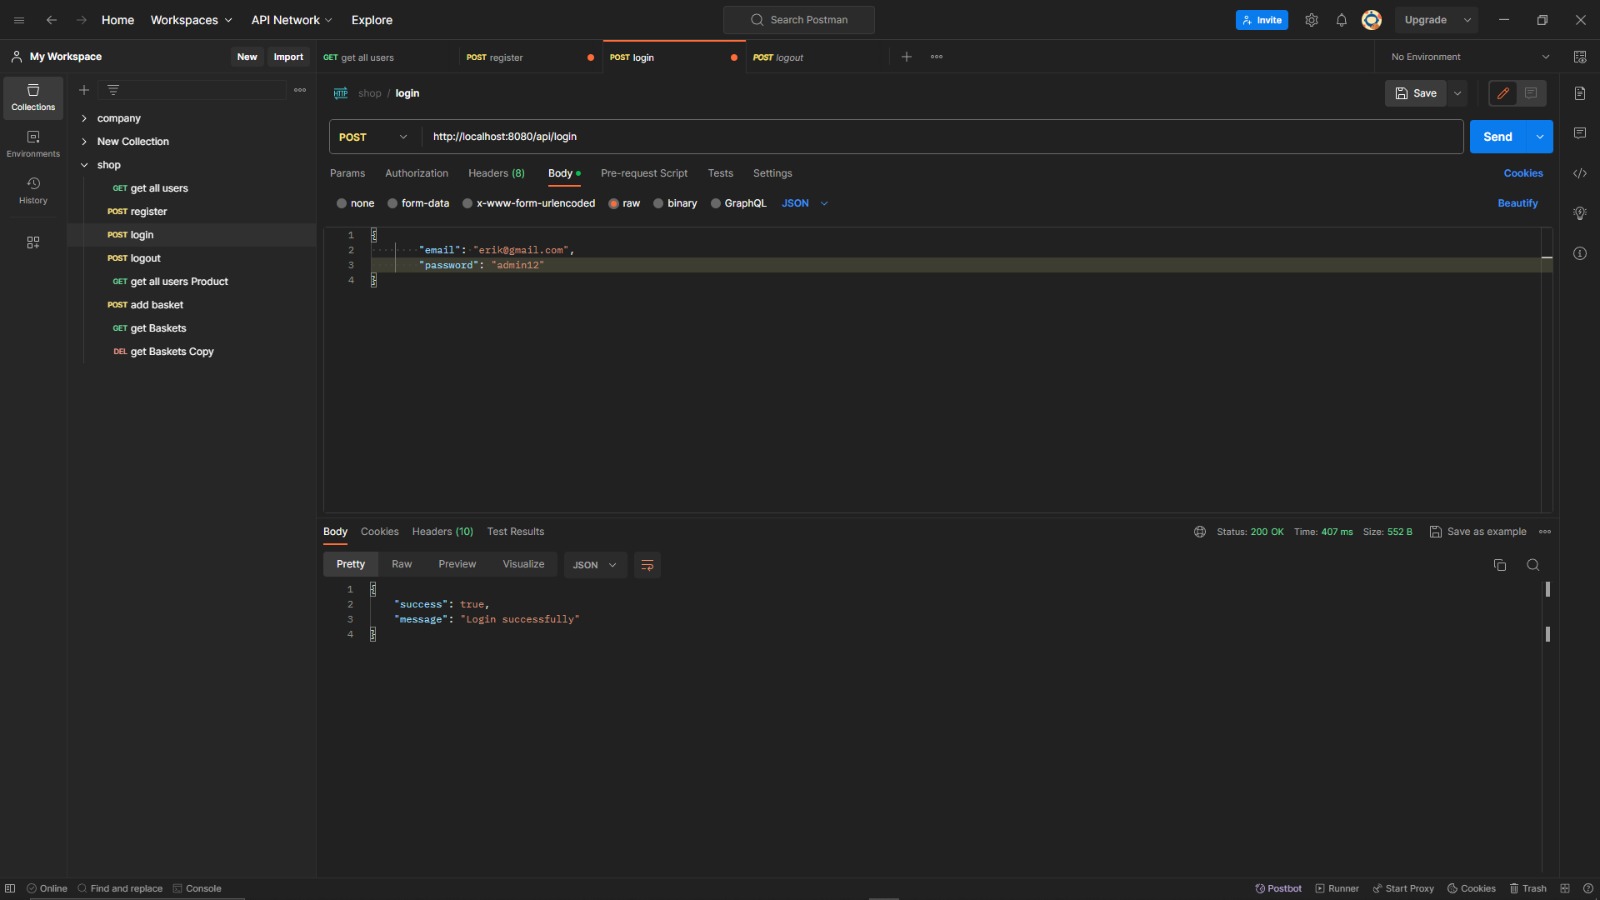 Home Workspaces API Network Explore Search Postman Invite Upgrade
My Workspace New Import GET get all users POST register POST login POST logout No Environment
Collections
Environments
History
company
New Collection
shop
GET get all users
POST register
POST login
POST logout
GET get all users Product
POST add basket
GET get Baskets
DEL get Baskets Copy
HTTP shop / login Save
POST http://localhost:8080/api/login Send
Params Authorization Headers (8) Body Pre-request Script Tests Settings Cookies
none form-data x-www-form-urlencoded raw binary GraphQL JSON Beautify
1 {
2 "email": "erik@gmail.com",
3 "password": "admin12"
4 }
Body Cookies Headers (10) Test Results Status: 200 OK Time: 407 ms Size: 552 B Save as example
Pretty Raw Preview Visualize JSON
1 {
2 "success": true,
3 "message": "Login successfully"
4 }
Online Find and replace Console Postbot Runner Start Proxy Cookies Trash